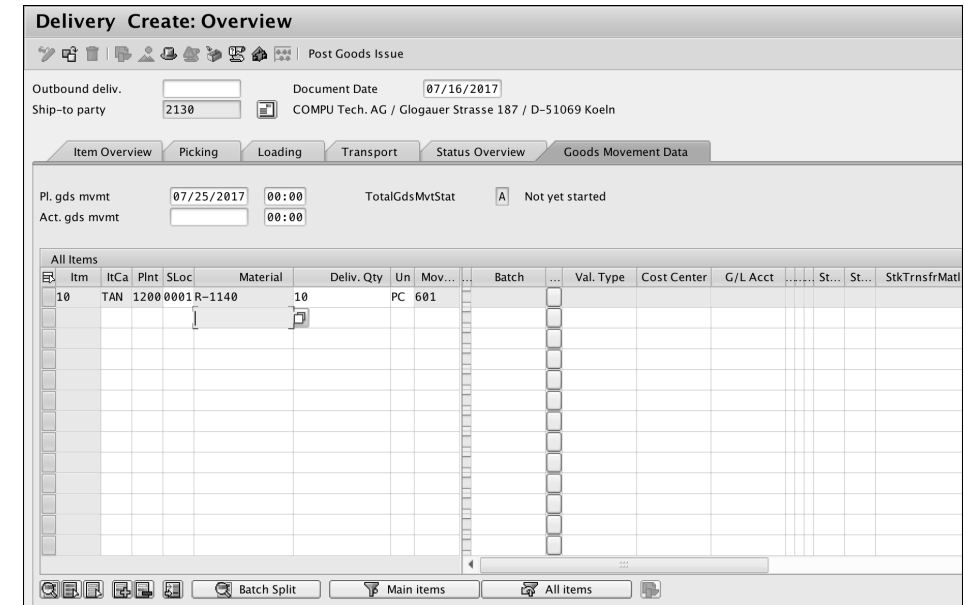 Delivery Create: Overview
Post Goods Issue
Outbound deliv. Document Date 07/16/2017
Ship-to party 2130 COMPU Tech. AG / Glogauer Strasse 187 / D-51069 Koeln
Item Overview Picking Loading Transport Status Overview Goods Movement Data
Pl. gds mvmt 07/25/2017 00:00 TotalGdsMvtStat A Not yet started
Act. gds mvmt 00:00
All Items
Itm ItCa Plnt SLoc Material Deliv. Qty Un Mov... ... Batch ... Val. Type Cost Center G/L Acct ... ... St... St... StkTrnsfrMatl
10 TAN 1200 0001 R-1140 10 PC 601
Batch Split Main items All items